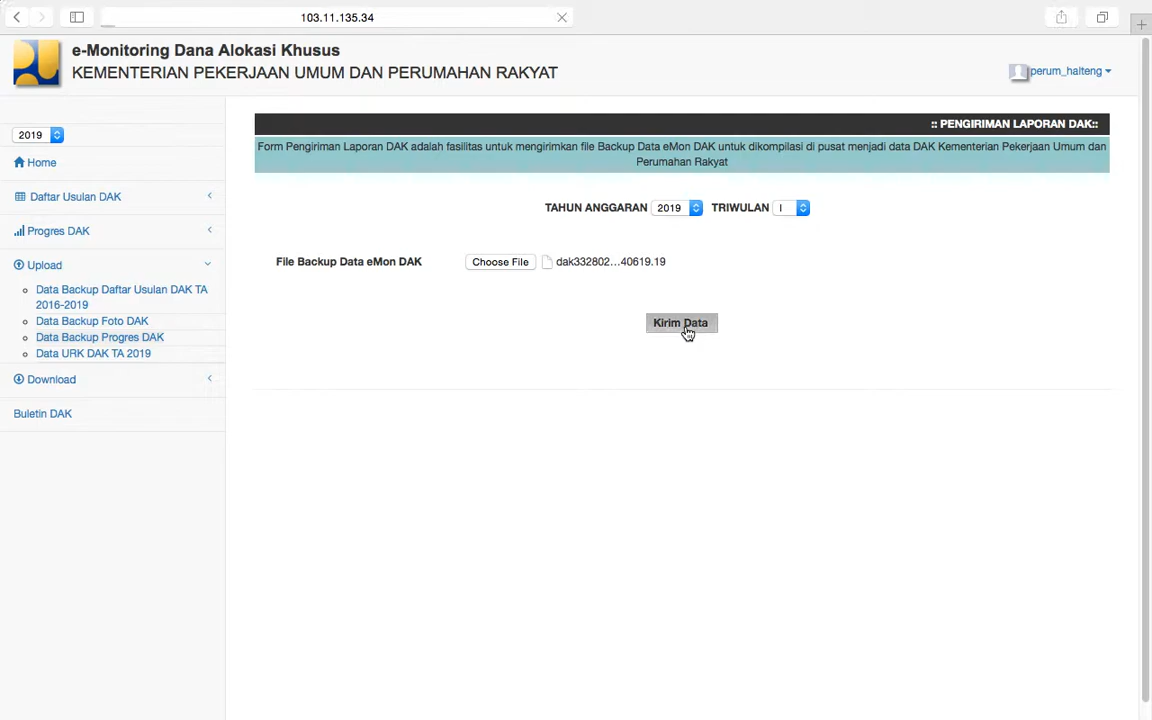 103.11.135.34
e-Monitoring Dana Alokasi Khusus
KEMENTERIAN PEKERJAAN UMUM DAN PERUMAHAN RAKYAT
perum_halteng
2019
Home
Daftar Usulan DAK
Progres DAK
Upload
Data Backup Daftar Usulan DAK TA
2016-2019
Data Backup Foto DAK
Data Backup Progres DAK
Data URK DAK TA 2019
Download
Buletin DAK
:: PENGIRIMAN LAPORAN DAK::
Form Pengiriman Laporan DAK adalah fasilitas untuk mengirimkan file Backup Data eMon DAK untuk dikompilasi di pusat menjadi data DAK Kementerian Pekerjaan Umum dan
Perumahan Rakyat
TAHUN ANGGARAN 2019 TRIWULAN I
File Backup Data eMon DAK Choose File dak332802...40619.19
Kirim Data